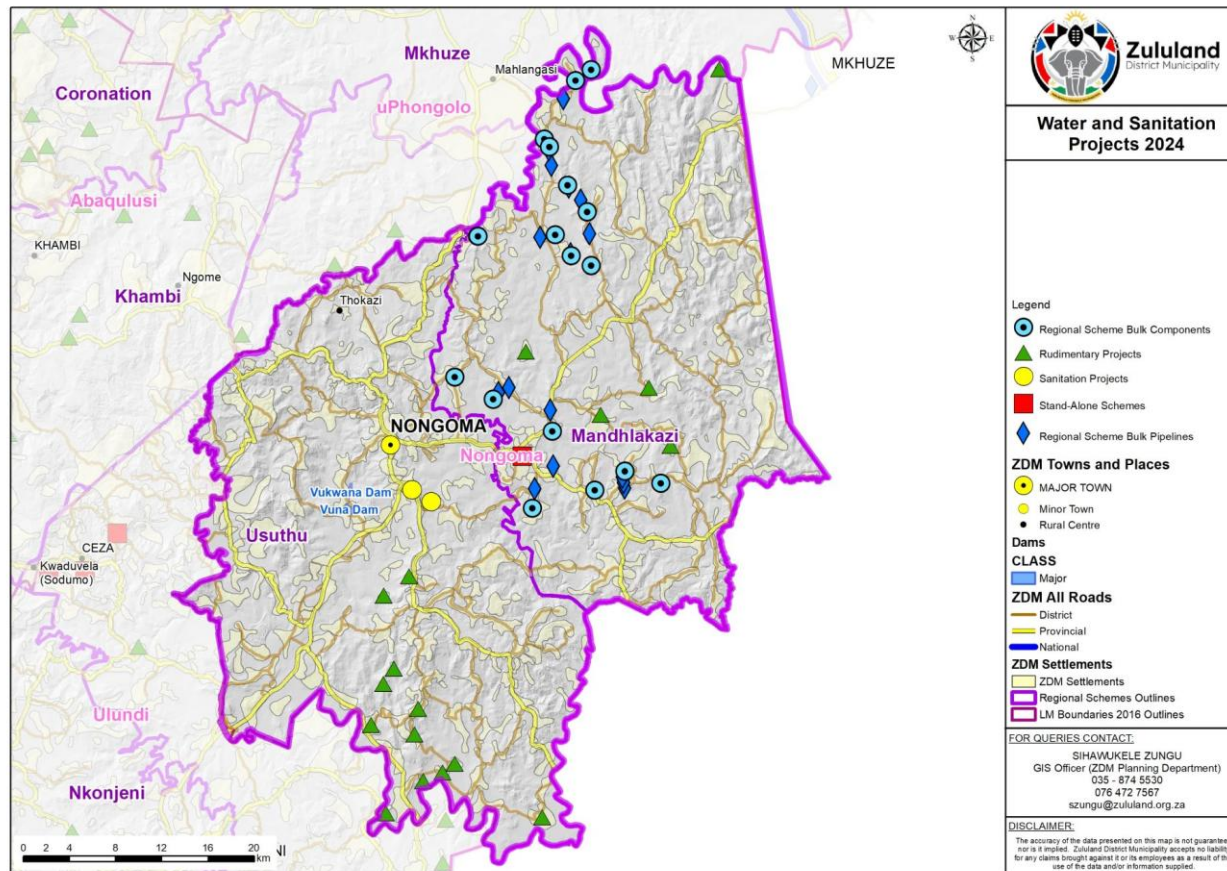 Mkhuze
Mahlangasi
MKHUZE
Coronation
uPhongolo
Abaqulusi
KHAMBI
Ngome
Khambi
Thokazi
NONGOMA
Mandhlakazi
Nongoma
Vukwana Dam
Vuna Dam
Usuthu
CEZA
Kwaduvela
(Sodumo)
Ulundi
Nkonjeni
NI
0 2 4 8 12 16 20
km
N
W E
S
Zululand
District Municipality
Water and Sanitation
Projects 2024
Legend
Regional Scheme Bulk Components
Rudimentary Projects
Sanitation Projects
Stand-Alone Schemes
Regional Scheme Bulk Pipelines
ZDM Towns and Places
MAJOR TOWN
Minor Town
Rural Centre
Dams
CLASS
Major
ZDM All Roads
District
Provincial
National
ZDM Settlements
ZDM Settlements
Regional Schemes Outlines
LM Boundaries 2016 Outlines
FOR QUERIES CONTACT:
SIHAWUKELE ZUNGU
GIS Officer (ZDM Planning Department)
035 - 874 5530
076 472 7567
szungu@zululand.org.za
DISCLAIMER:
The accuracy of the data presented on this map is not guarantee
nor is it implied. Zululand District Municipality accepts no liability
for any claims brought against it or its employees as a result of th
use of the data and/or information supplied.